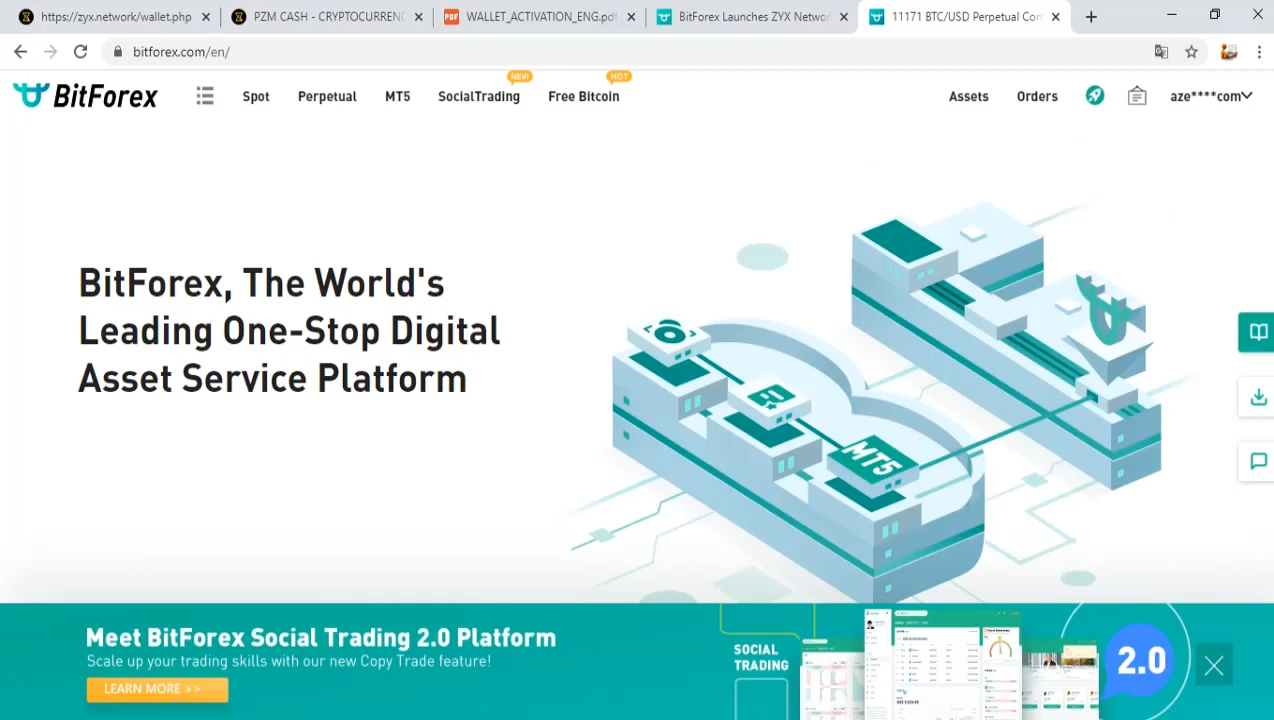 https://zyx.network/wallet.php
PZM CASH - CRYPTOCURRENC
PDF
WALLET_ACTIVATION_ENG.pdf
BitForex Launches ZYX Networ
11171 BTC/USD Perpetual Con
bitforex.com/en/
BitForex
Spot
Perpetual
MT5
SocialTrading
NEW
Free Bitcoin
HOT
Assets
Orders
aze****com
BitForex, The World's
Leading One-Stop Digital
Asset Service Platform
MT5
Meet BitForex Social Trading 2.0 Platform
Scale up your trading skills with our new Copy Trade feature!
LEARN MORE >>
SOCIAL
TRADING
2.0